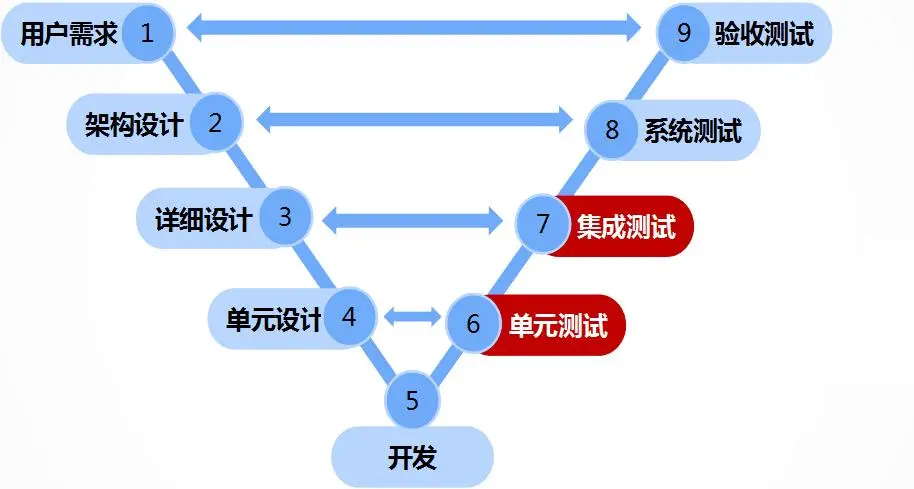 用户需求 1
9 验收测试
架构设计 2
8 系统测试
详细设计 3
7 集成测试
单元设计 4
6 单元测试
5
开发